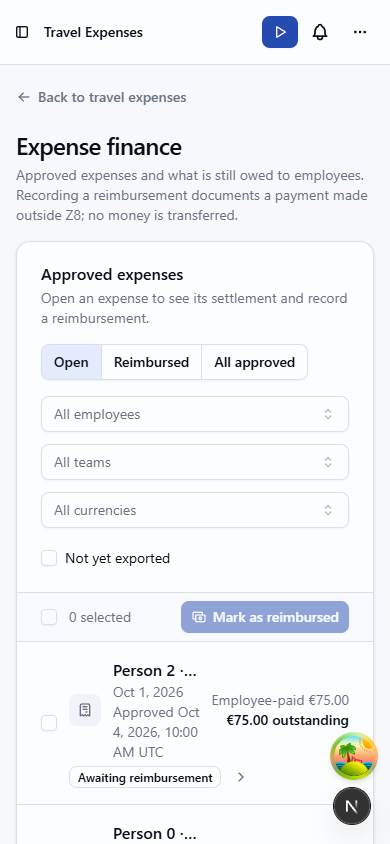 Travel Expenses
Back to travel expenses
Expense finance
Approved expenses and what is still owed to employees.
Recording a reimbursement documents a payment made
outside Z8; no money is transferred.
Approved expenses
Open an expense to see its settlement and record
a reimbursement.
Open
Reimbursed
All approved
All employees
All teams
All currencies
Not yet exported
0 selected
Mark as reimbursed
Person 2 ·...
Oct 1, 2026
Approved Oct
4, 2026, 10:00
AM UTC
Employee-paid €75.00
€75.00 outstanding
Awaiting reimbursement
N
Person 0 ·...